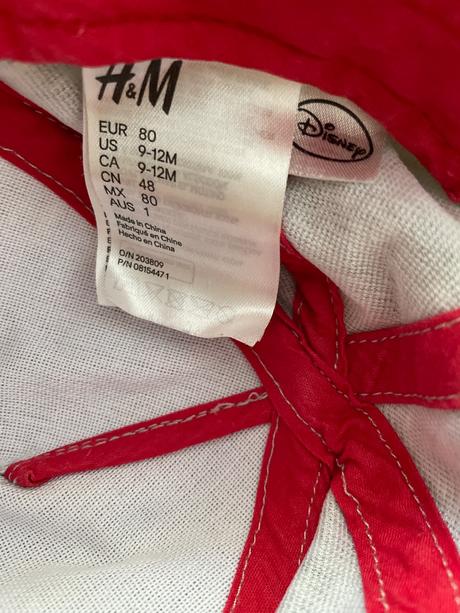 H&M
Disney
EUR 80
US 9-12M
CA 9-12M
CN 48
MX 80
AUS 1
Made in China
Fabriqué en Chine
Hecho en China
O/N 203809
P/N 08154471